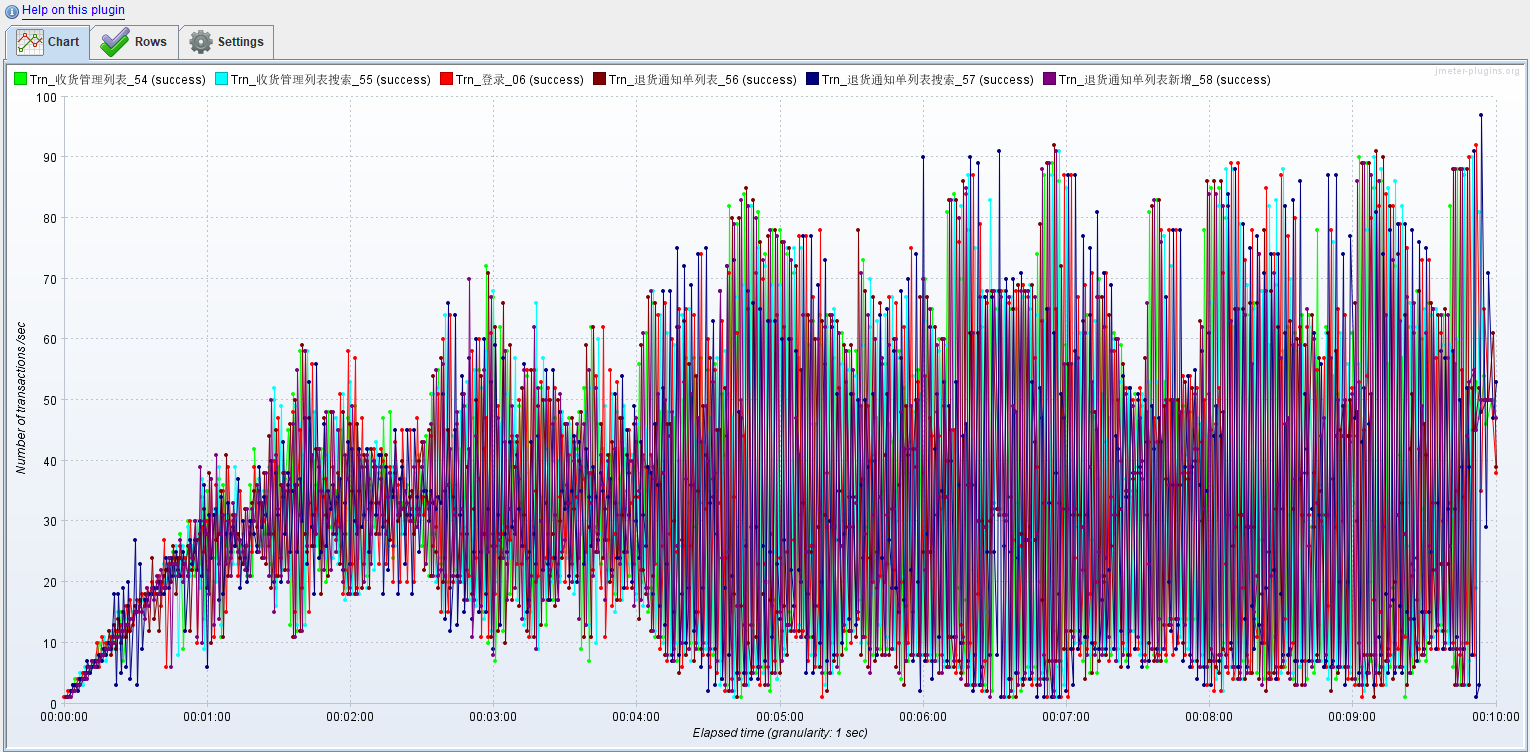 Help on this plugin
Chart Rows Settings
Trn_收货管理列表_54 (success) Trn_收货管理列表搜索_55 (success) Trn_登录_06 (success) Trn_退货通知单列表_56 (success) Trn_退货通知单列表搜索_57 (success) Trn_退货通知单列表新增_58 (success)
jmeter-plugins.org
100
90
80
70
60
50
40
30
20
10
0
Number of transactions /sec
00:00:00 00:01:00 00:02:00 00:03:00 00:04:00 00:05:00 00:06:00 00:07:00 00:08:00 00:09:00 00:10:00
Elapsed time (granularity: 1 sec)